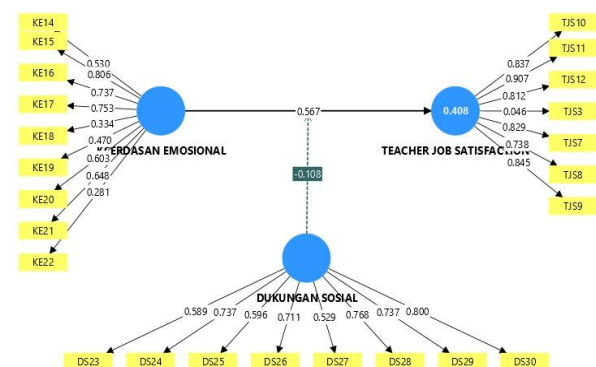 KE14
KE15
KE16
KE17
KE18
KE19
KE20
KE21
KE22
0.530
0.806
0.737
0.753
0.334
0.470
0.603
0.648
0.281
EMOSIONAL
0.567
-0.108
0.408
TEACHER JOB SATISFACTION
0.837
0.907
0.812
0.046
0.829
0.738
0.845
TJS10
TJS11
TJS12
TJS3
TJS7
TJS8
TJS9
DUKUNGAN SOSIAL
0.589
0.737
0.596
0.711
0.529
0.768
0.737
0.800
DS23
DS24
DS25
DS26
DS27
DS28
DS29
DS30